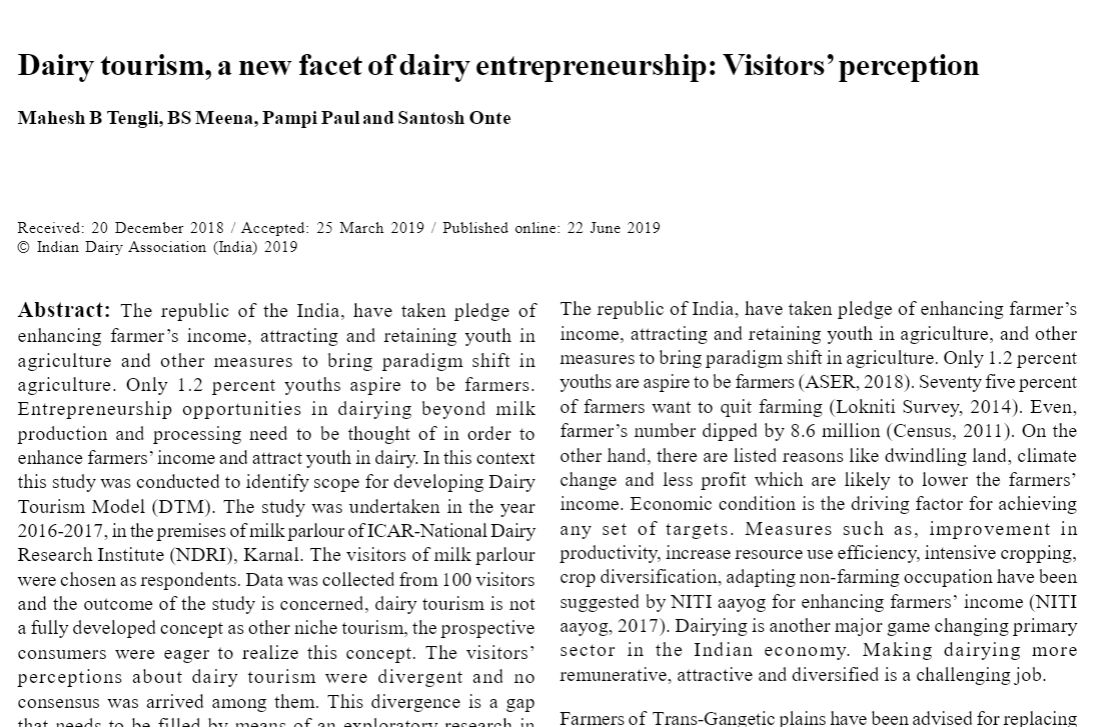 Dairy tourism, a new facet of dairy entrepreneurship: Visitors' perception
Mahesh B Tengli, BS Meena, Pampi Paul and Santosh Onte
Received: 20 December 2018 / Accepted: 25 March 2019 / Published online: 22 June 2019
© Indian Dairy Association (India) 2019
Abstract: The republic of the India, have taken pledge of
enhancing farmer's income, attracting and retaining youth in
agriculture and other measures to bring paradigm shift in
agriculture. Only 1.2 percent youths aspire to be farmers.
Entrepreneurship opportunities in dairying beyond milk
production and processing need to be thought of in order to
enhance farmers' income and attract youth in dairy. In this context
this study was conducted to identify scope for developing Dairy
Tourism Model (DTM). The study was undertaken in the year
2016-2017, in the premises of milk parlour of ICAR-National Dairy
Research Institute (NDRI), Karnal. The visitors of milk parlour
were chosen as respondents. Data was collected from 100 visitors
and the outcome of the study is concerned, dairy tourism is not
a fully developed concept as other niche tourism, the prospective
consumers were eager to realize this concept. The visitors'
perceptions about dairy tourism were divergent and no
consensus was arrived among them. This divergence is a gap
that needs to be filled by means of an exploratory research in
The republic of India, have taken pledge of enhancing farmer's
income, attracting and retaining youth in agriculture, and other
measures to bring paradigm shift in agriculture. Only 1.2 percent
youths are aspire to be farmers (ASER, 2018). Seventy five percent
of farmers want to quit farming (Lokniti Survey, 2014). Even,
farmer's number dipped by 8.6 million (Census, 2011). On the
other hand, there are listed reasons like dwindling land, climate
change and less profit which are likely to lower the farmers'
income. Economic condition is the driving factor for achieving
any set of targets. Measures such as, improvement in
productivity, increase resource use efficiency, intensive cropping,
crop diversification, adapting non-farming occupation have been
suggested by NITI aayog for enhancing farmers' income (NITI
aayog, 2017). Dairying is another major game changing primary
sector in the Indian economy. Making dairying more
remunerative, attractive and diversified is a challenging job.
Farmers of Trans-Gangetic plains have been advised for replacing